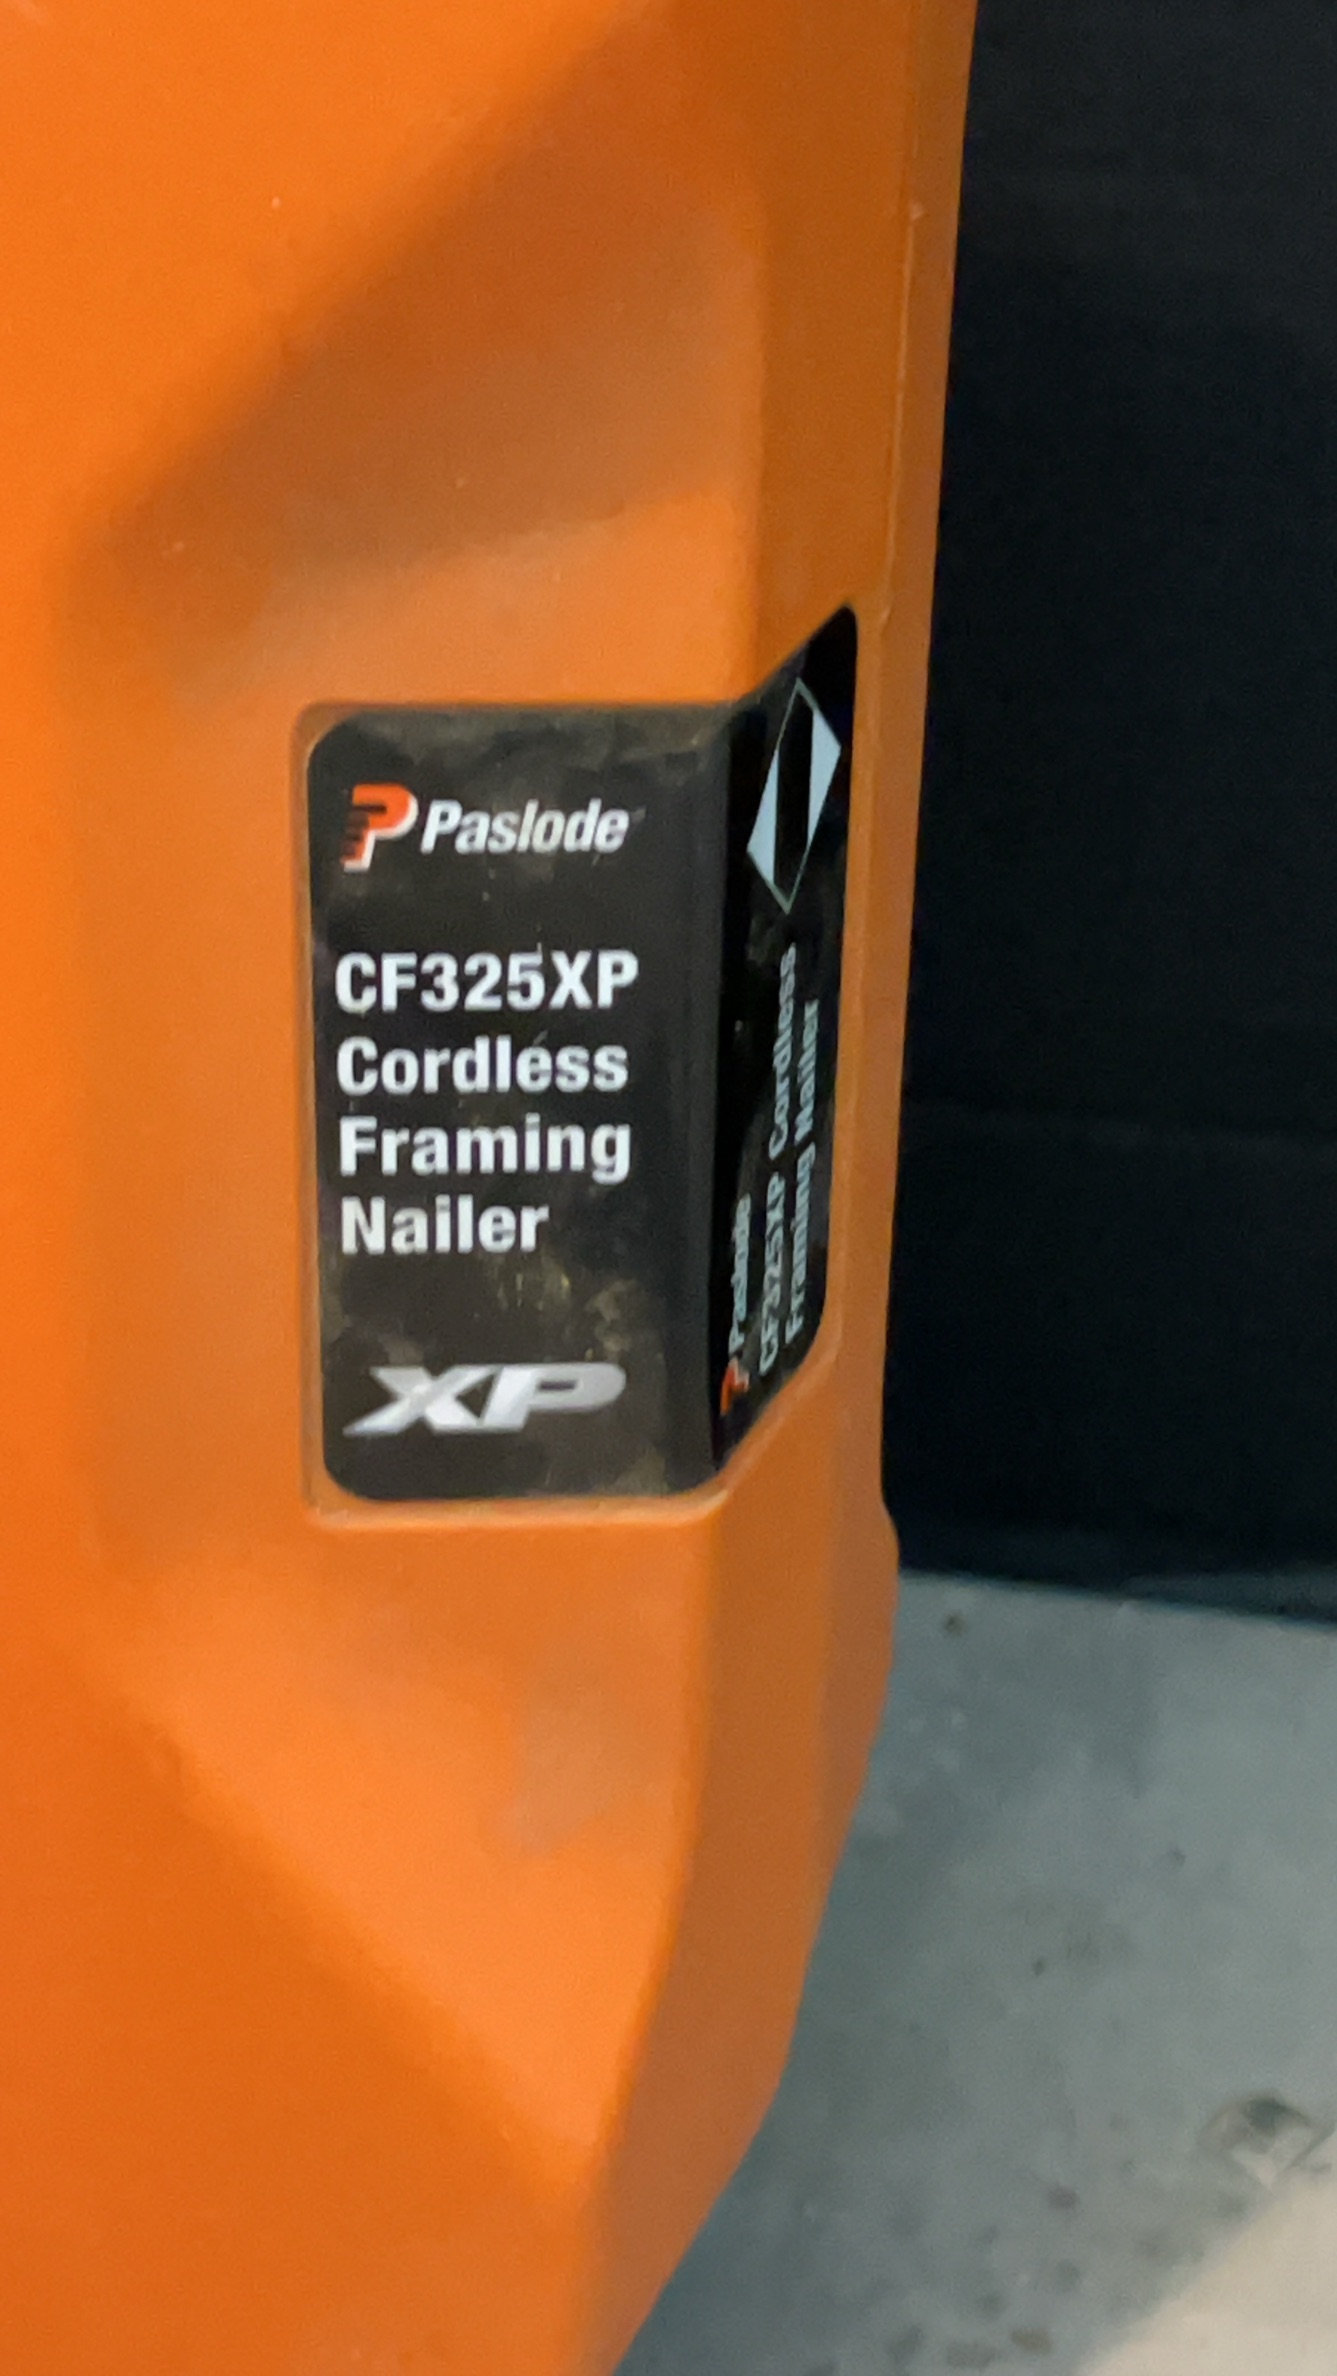 Paslode
CF325XP
Cordless
Framing
Nailer
XP
Paslode
CF325XP Cordless
Framing Nailer